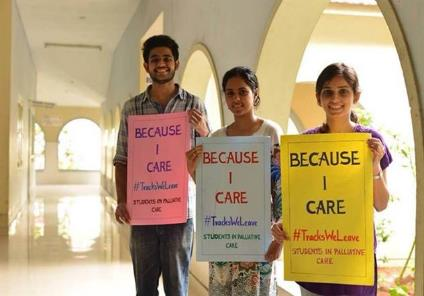 BECAUSE
I
CARE
#TracksWeLeave
STUDENTS IN PALLIATIVE
CARE
BECAUSE
I
CARE
#TracksWeLeave
STUDENTS IN PALLIATIVE
CARE
BECAUSE
I
CARE
#TracksWeLeave
STUDENTS IN PALLIATIVE
CARE